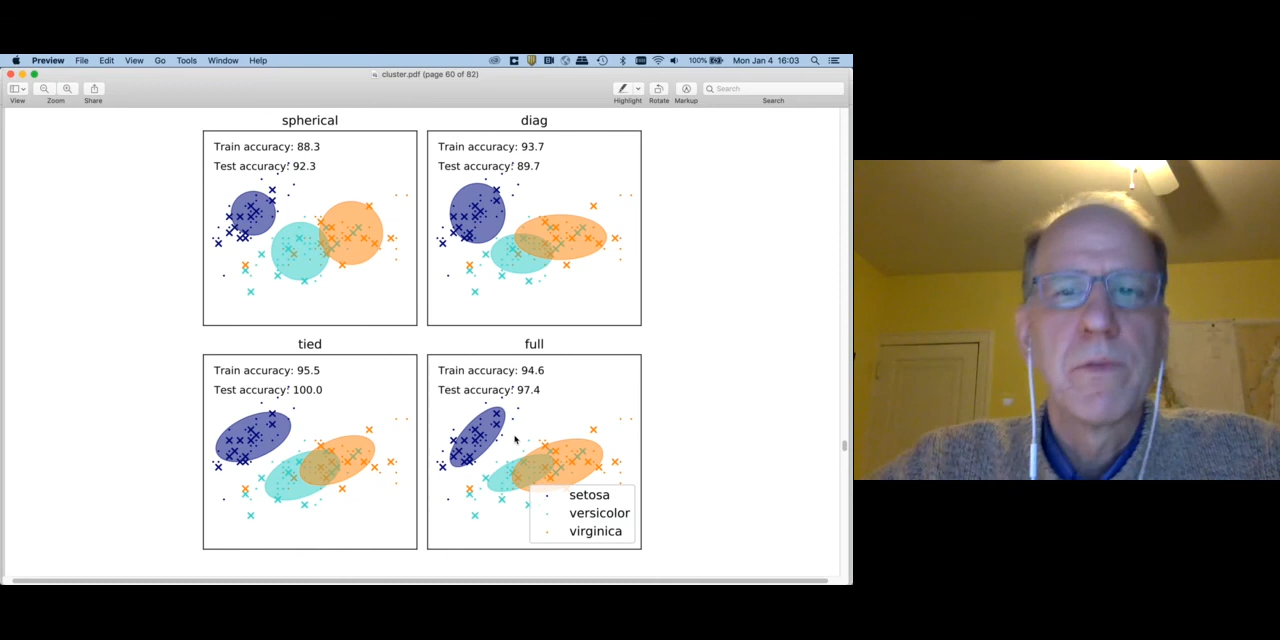 Preview File Edit View Go Tools Window Help 100% Mon Jan 4 16:03
cluster.pdf (page 60 of 82)
View Zoom Share Highlight Rotate Markup Search
Search
spherical
Train accuracy: 88.3
Test accuracy: 92.3
diag
Train accuracy: 93.7
Test accuracy: 89.7
tied
Train accuracy: 95.5
Test accuracy: 100.0
full
Train accuracy: 94.6
Test accuracy: 97.4
setosa
versicolor
virginica